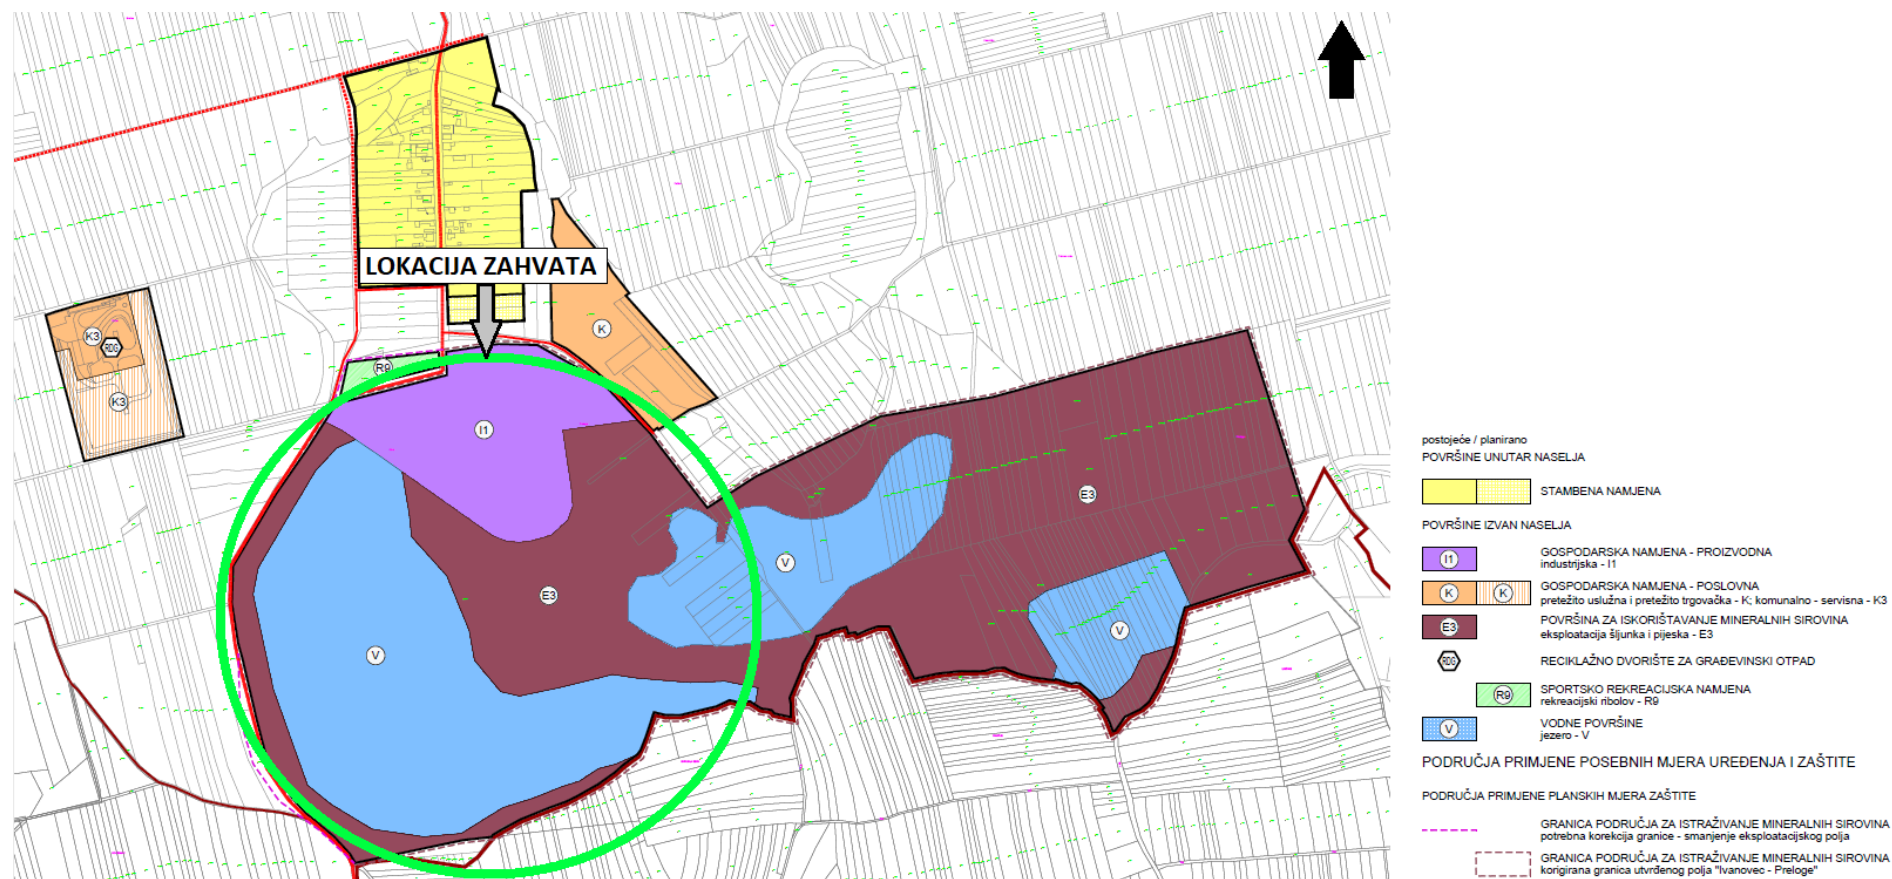 LOKACIJA ZAHVATA
K3
RDG
K3
R9
K
I1
E3
V
E3
V
V
postojeće / planirano
POVRŠINE UNUTAR NASELJA
STAMBENA NAMJENA
POVRŠINE IZVAN NASELJA
I1 GOSPODARSKA NAMJENA - PROIZVODNA
industrijska - I1
K K GOSPODARSKA NAMJENA - POSLOVNA
pretežito uslužna i pretežito trgovačka - K; komunalno - servisna - K3
E3 POVRŠINA ZA ISKORIŠTAVANJE MINERALNIH SIROVINA
eksploatacija šljunka i pijeska - E3
RDG RECIKLAŽNO DVORIŠTE ZA GRAĐEVINSKI OTPAD
R9 SPORTSKO REKREACIJSKA NAMJENA
rekreacijski ribolov - R9
V VODNE POVRŠINE
jezero - V
PODRUČJA PRIMJENE POSEBNIH MJERA UREĐENJA I ZAŠTITE
PODRUČJA PRIMJENE PLANSKIH MJERA ZAŠTITE
GRANICA PODRUČJA ZA ISTRAŽIVANJE MINERALNIH SIROVINA
potrebna korekcija granice - smanjenje eksploatacijskog polja
GRANICA PODRUČJA ZA ISTRAŽIVANJE MINERALNIH SIROVINA
korigirana granica utvrđenog polja "Ivanovec - Preloge"